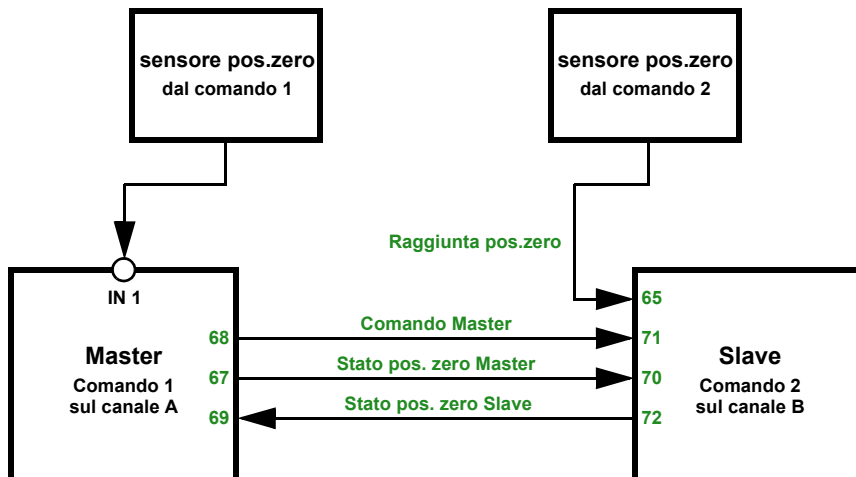 sensore pos.zero
dal comando 1
sensore pos.zero
dal comando 2
Raggiunta pos.zero
IN 1
65
68
Comando Master
71
Master
Comando 1
sul canale A
67
Stato pos. zero Master
70
Slave
Comando 2
sul canale B
69
Stato pos. zero Slave
72